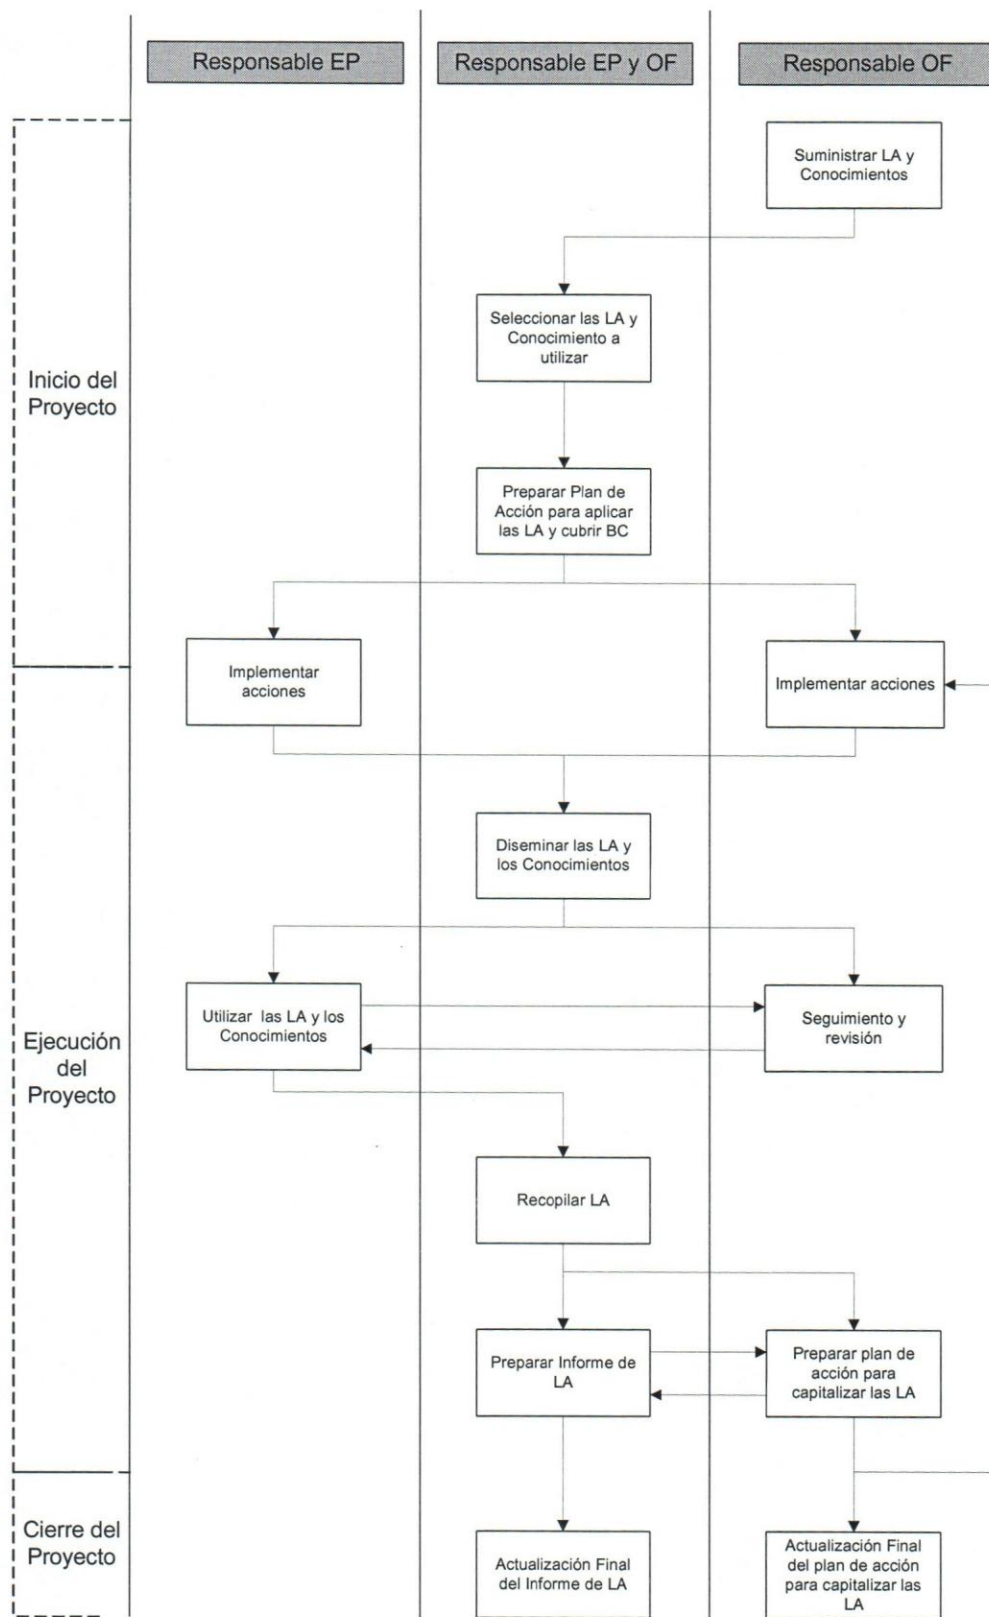 Responsable EP
Responsable EP y OF
Responsable OF
Suministrar LA y
Conocimientos
Inicio del
Proyecto
Seleccionar las LA y
Conocimiento a
utilizar
Preparar Plan de
Acción para aplicar
las LA y cubrir BC
Implementar
acciones
Implementar acciones
Diseminar las LA y
los Conocimientos
Ejecución
del
Proyecto
Utilizar las LA y los
Conocimientos
Seguimiento y
revisión
Recopilar LA
Preparar Informe de
LA
Preparar plan de
acción para
capitalizar las LA
Cierre del
Proyecto
Actualización Final
del Informe de LA
Actualización Final
del plan de acción
para capitalizar las
LA